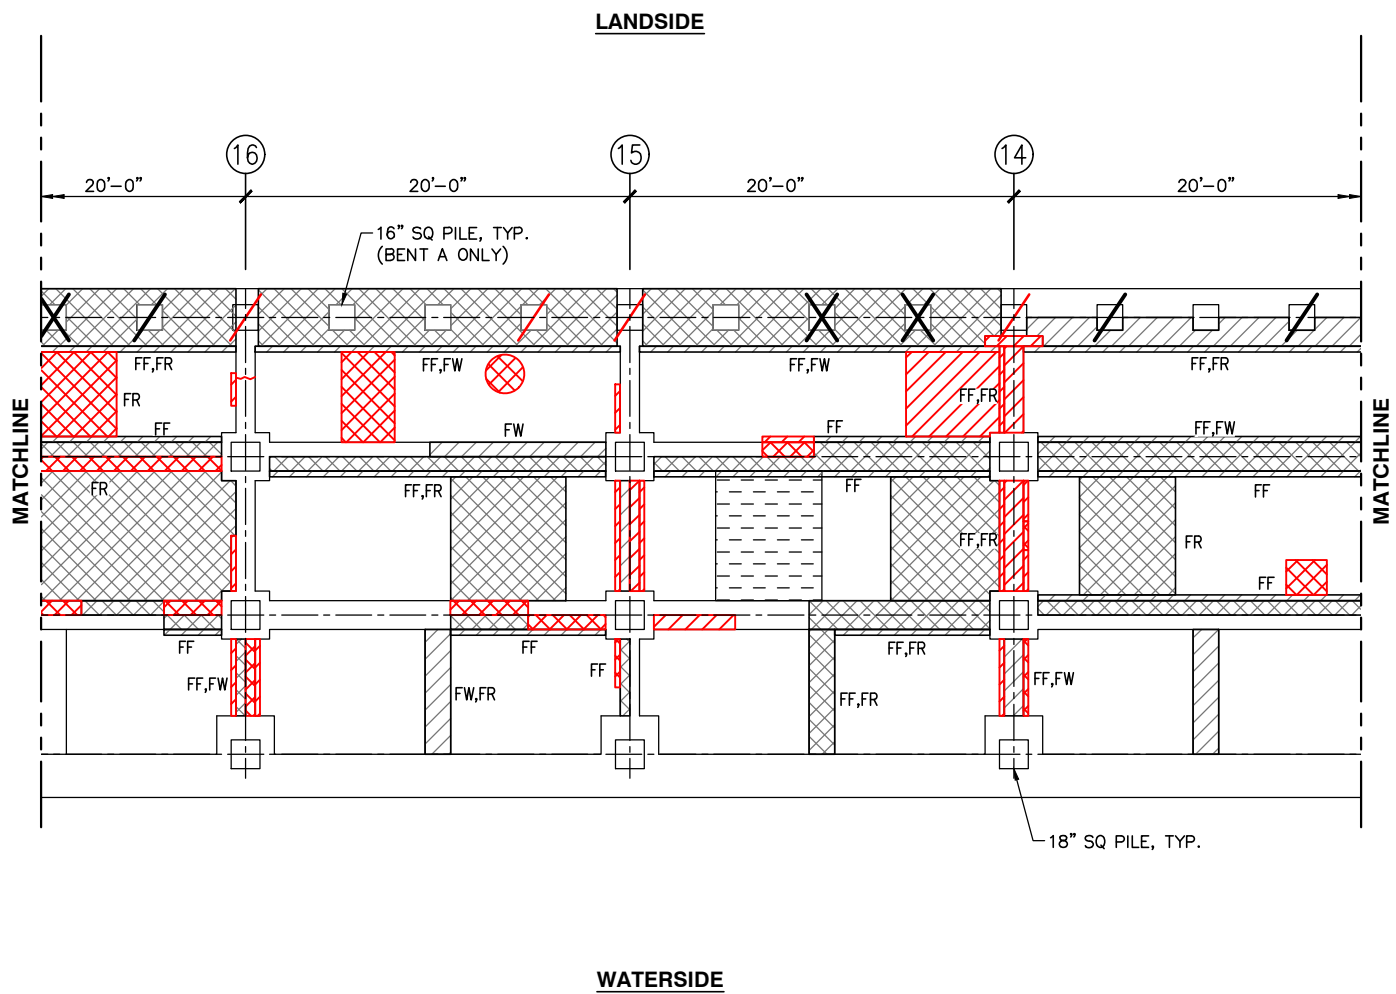 LANDSIDE
16
15
14
20'-0"
20'-0"
20'-0"
20'-0"
16" SQ PILE, TYP.
(BENT A ONLY)
FF,FR
FF,FW
FF,FW
FF,FR
FR
FF,FR
FF
FW
FF
FF,FW
MATCHLINE
MATCHLINE
FR
FF,FR
FF
FF
FF,FR
FR
FF
FF
FF
FF
FF,FR
FF,FW
FW,FR
FF,FR
FF,FW
18" SQ PILE, TYP.
WATERSIDE